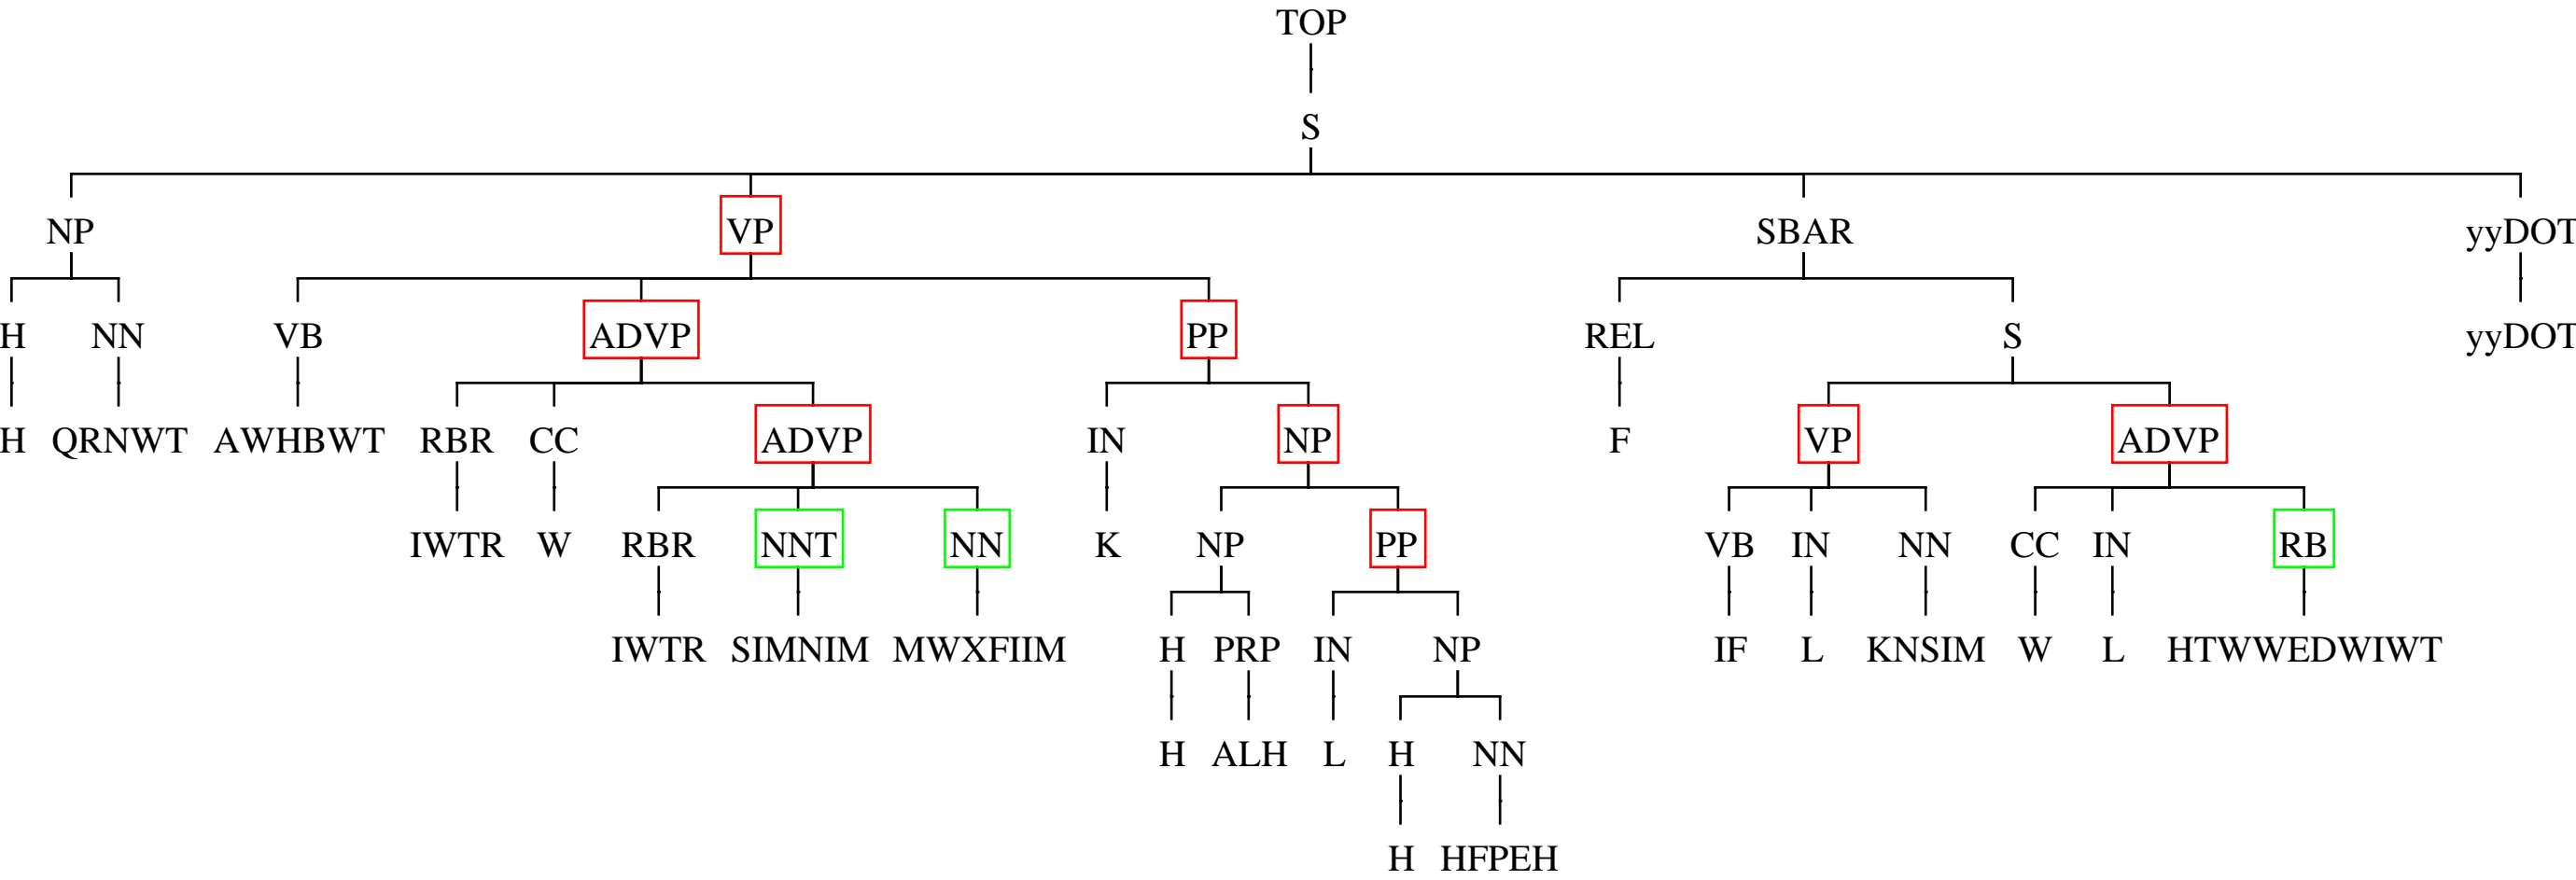 TOP
S
NP VP SBAR yyDOT
H NN VB ADVP PP REL S yyDOT
H QRNWT AWHBWT RBR CC ADVP IN NP F VP ADVP
IWTR W RBR NNT NN K NP PP VB IN NN CC IN RB
IWTR SIMNIM MWXFIIM H PRP IN NP IF L KNSIM W L HTWWEDWIWT
H ALH L H NN
H HFPEH